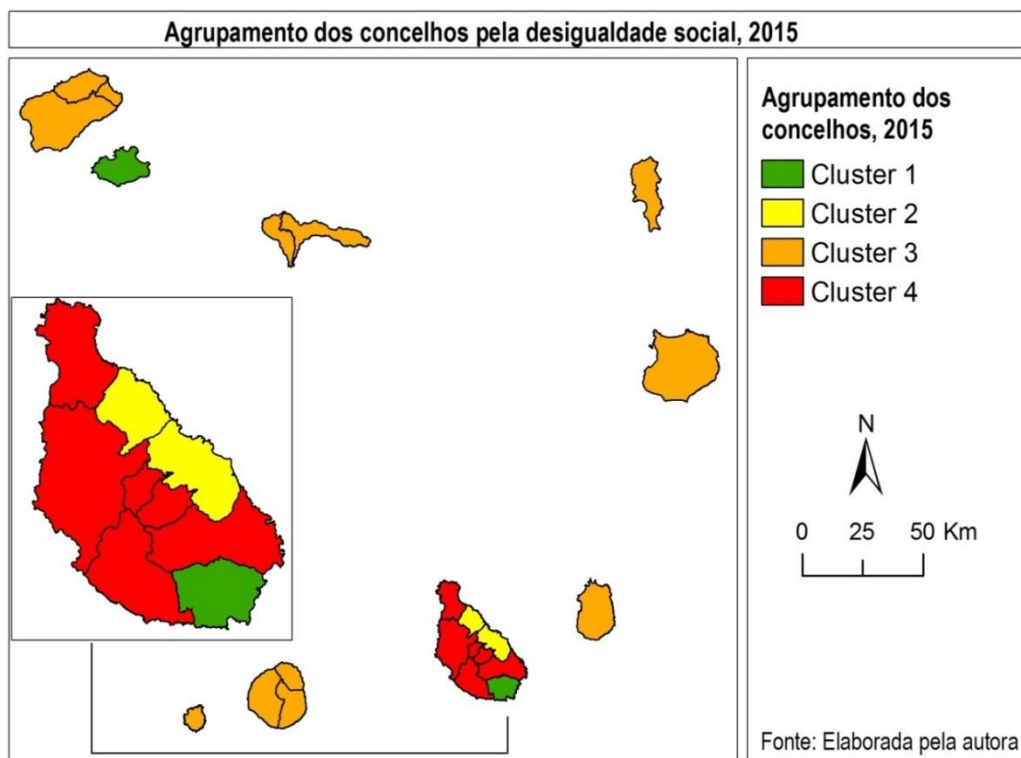 Agrupamento dos concelhos pela desigualdade social, 2015
Agrupamento dos
concelhos, 2015
Cluster 1
Cluster 2
Cluster 3
Cluster 4
N
0 25 50 Km
Fonte: Elaborada pela autora